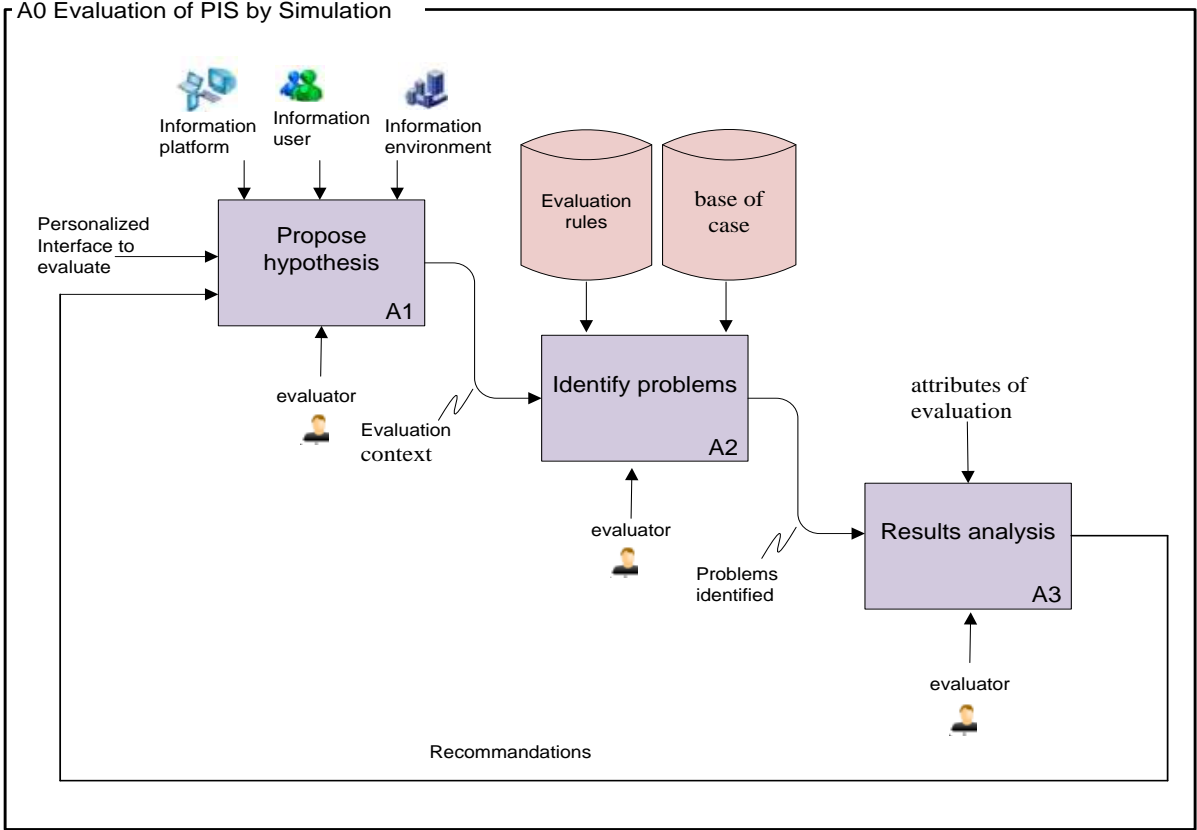 A0 Evaluation of PIS by Simulation
Information
platform
Information
user
Information
environment
Personalized
Interface to
evaluate
Propose
hypothesis
A1
evaluator
Evaluation
context
Evaluation
rules
base of
case
Identify problems
A2
evaluator
Problems
identified
attributes of
evaluation
Results analysis
A3
evaluator
Recommandations